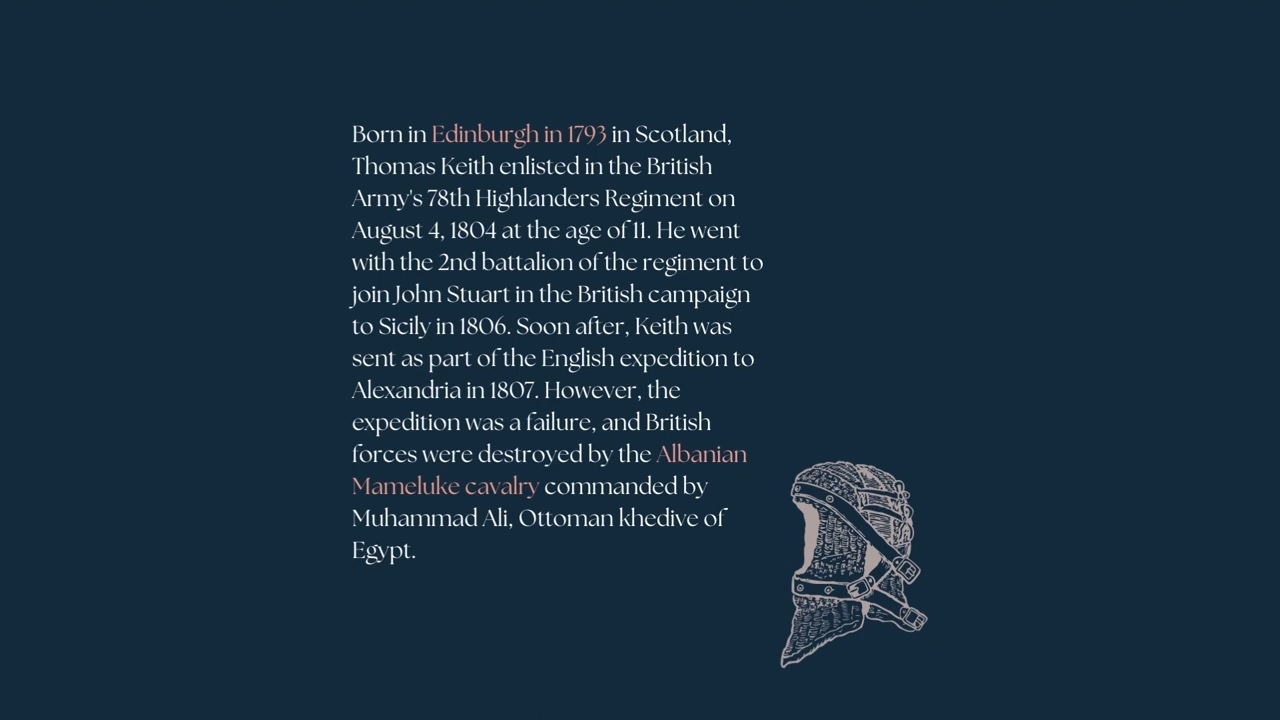 Born in Edinburgh in 1793 in Scotland,
Thomas Keith enlisted in the British
Army's 78th Highlanders Regiment on
August 4, 1804 at the age of 11. He went
with the 2nd battalion of the regiment to
join John Stuart in the British campaign
to Sicily in 1806. Soon after, Keith was
sent as part of the English expedition to
Alexandria in 1807. However, the
expedition was a failure, and British
forces were destroyed by the Albanian
Mameluke cavalry commanded by
Muhammad Ali, Ottoman khedive of
Egypt.